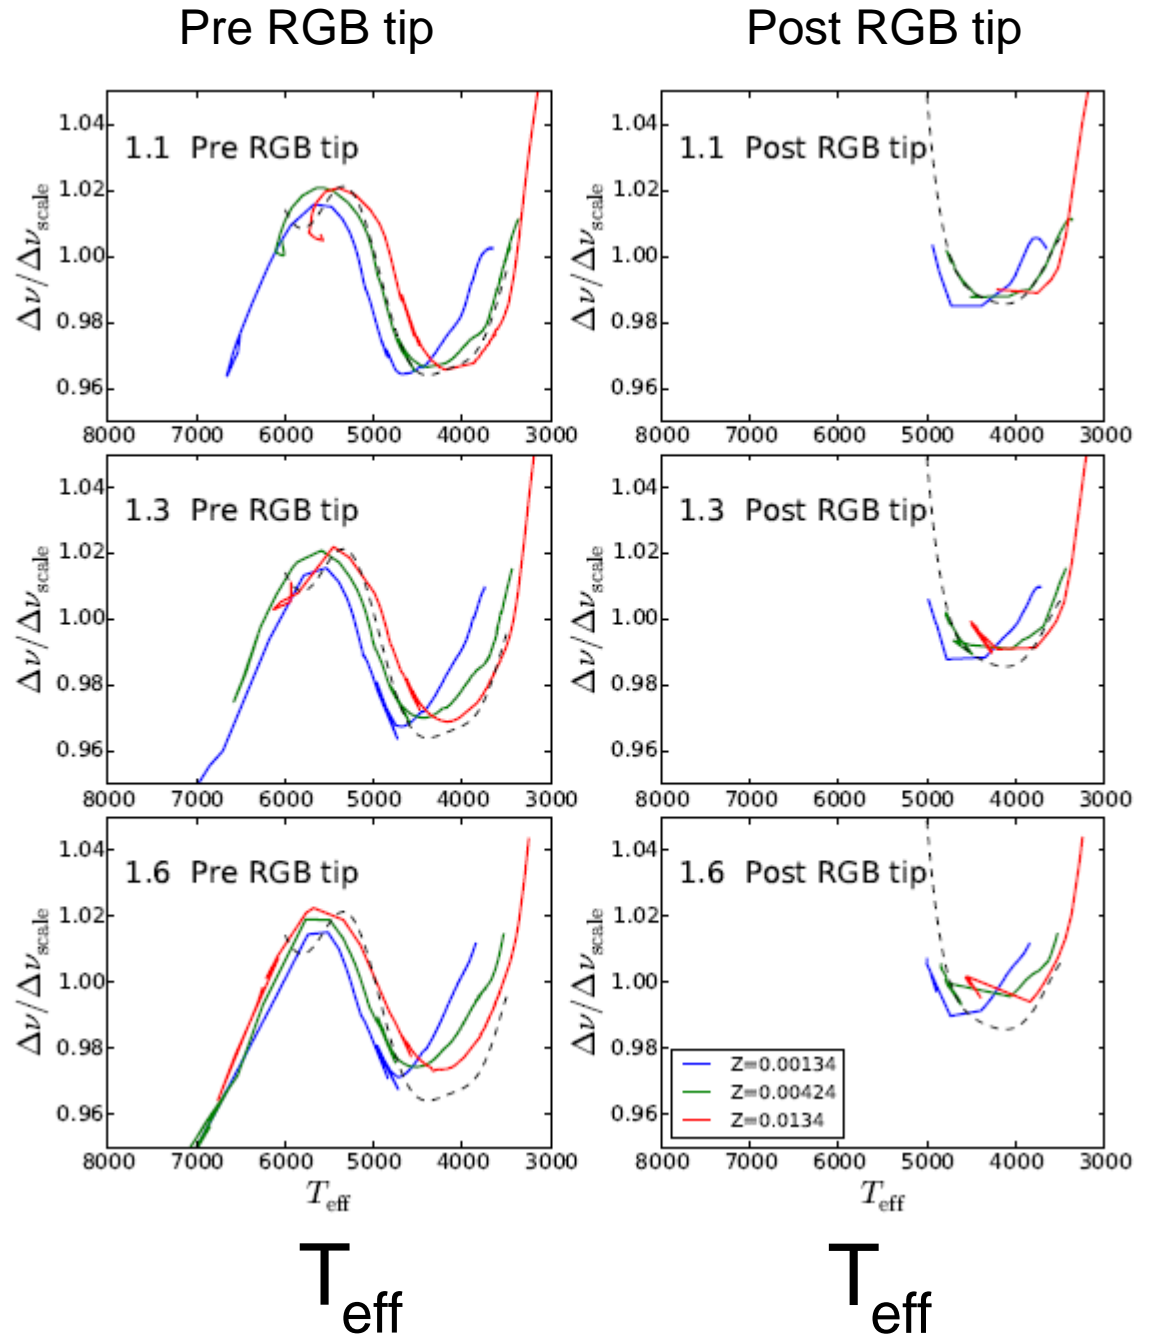 Pre RGB tip Post RGB tip
1.1 Pre RGB tip
1.04
1.02
1.00
0.98
0.96
Δν/Δν_scale
8000 7000 6000 5000 4000 3000
1.1 Post RGB tip
1.04
1.02
1.00
0.98
0.96
Δν/Δν_scale
8000 7000 6000 5000 4000 3000
1.3 Pre RGB tip
1.04
1.02
1.00
0.98
0.96
Δν/Δν_scale
8000 7000 6000 5000 4000 3000
1.3 Post RGB tip
1.04
1.02
1.00
0.98
0.96
Δν/Δν_scale
8000 7000 6000 5000 4000 3000
1.6 Pre RGB tip
1.04
1.02
1.00
0.98
0.96
Δν/Δν_scale
8000 7000 6000 5000 4000 3000
T_eff
1.6 Post RGB tip
1.04
1.02
1.00
0.98
0.96
Δν/Δν_scale
Z=0.00134
Z=0.00424
Z=0.0134
8000 7000 6000 5000 4000 3000
T_eff
T_eff T_eff